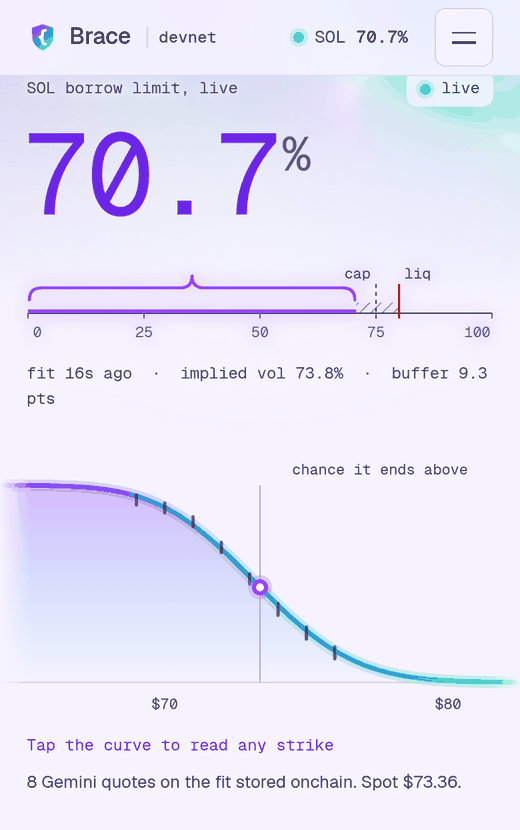 Brace devnet SOL 70.7%
SOL borrow limit, live
live
70.7%
cap liq
0 25 50 75 100
fit 16s ago · implied vol 73.8% · buffer 9.3
pts
chance it ends above
$70 $80
Tap the curve to read any strike
8 Gemini quotes on the fit stored onchain. Spot $73.36.